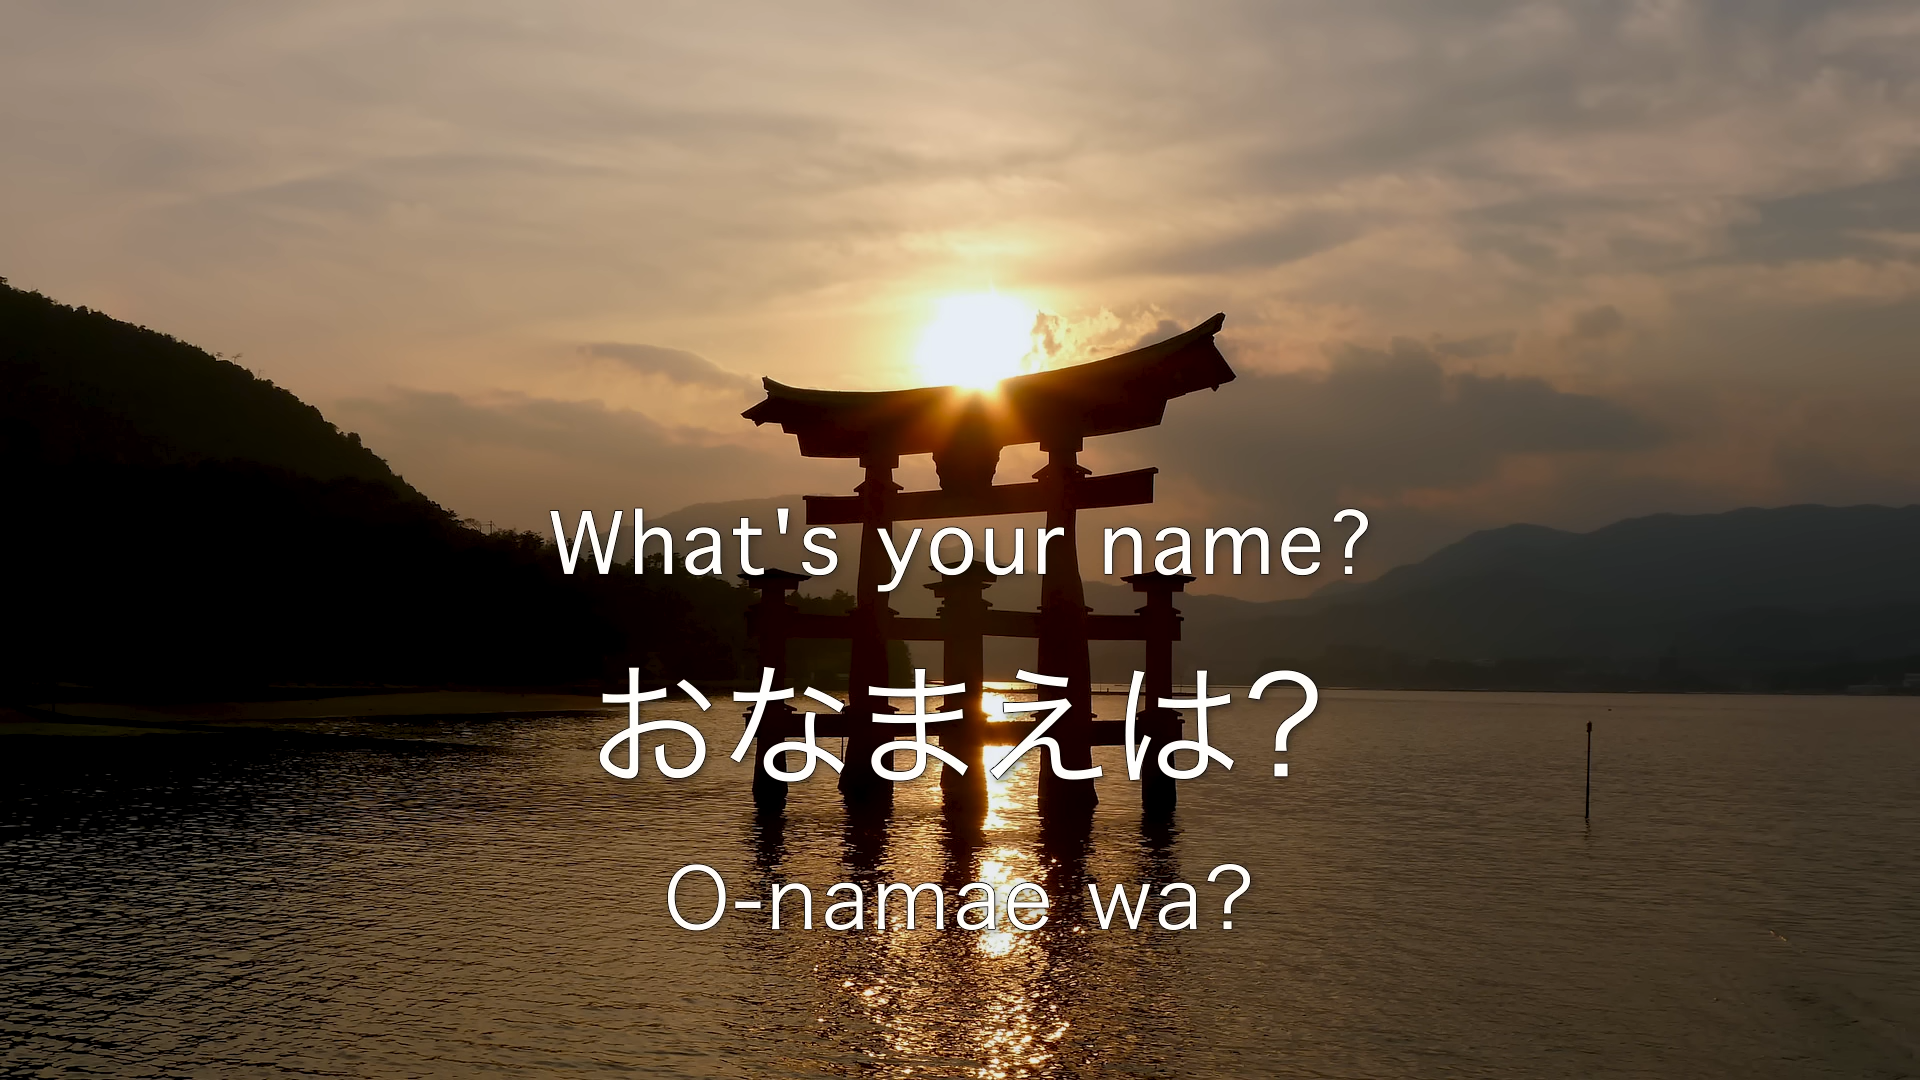 What's your name?
おなまえは?
O-namae wa?